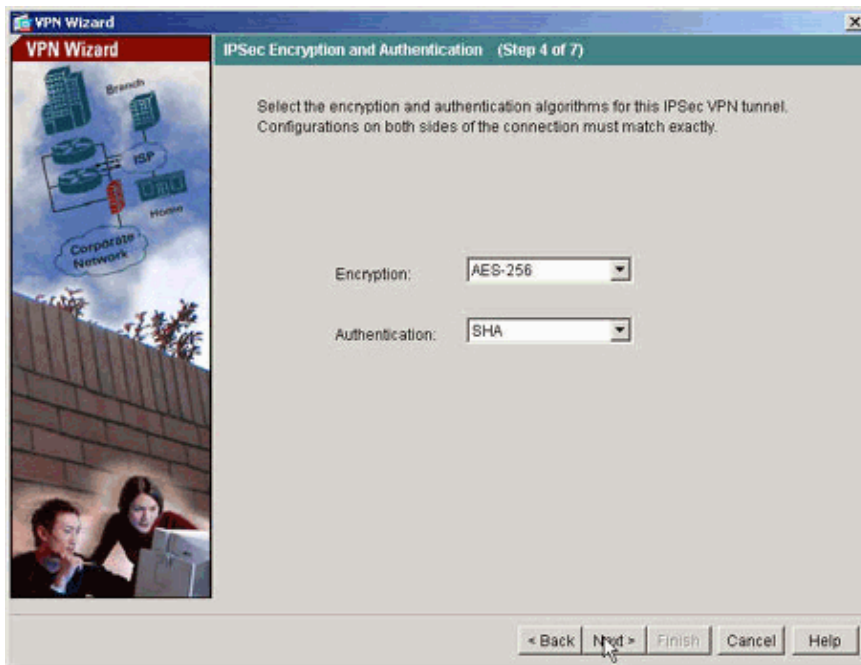 VPN Wizard
VPN Wizard
IPSec Encryption and Authentication (Step 4 of 7)
Branch
ISP
Home
Corporate
Network
Select the encryption and authentication algorithms for this IPSec VPN tunnel.
Configurations on both sides of the connection must match exactly.
Encryption:
AES-256
Authentication:
SHA
< Back
Next >
Finish
Cancel
Help